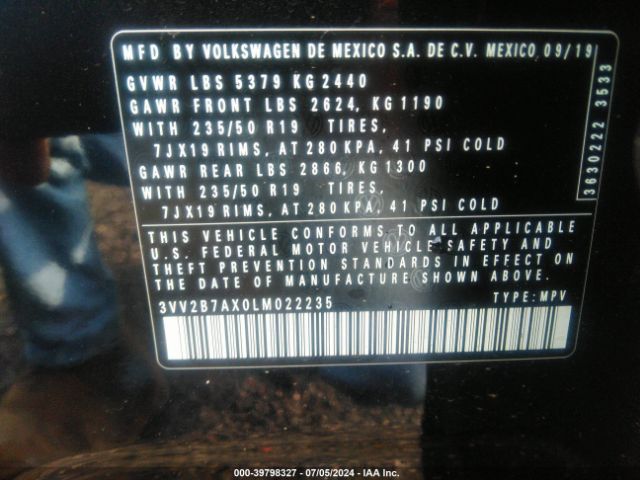 MFD BY VOLKSWAGEN DE MEXICO S.A. DE C.V. MEXICO 09/19
GVWR LBS 5379 KG 2440
GAWR FRONT LBS 2624, KG 1190
WITH 235/50 R19 TIRES,
7JX19 RIMS, AT 280 KPA, 41 PSI COLD
GAWR REAR LBS 2866, KG 1300
WITH 235/50 R19 TIRES,
7JX19 RIMS, AT 280 KPA, 41 PSI COLD
3630222 3533
THIS VEHICLE CONFORMS TO ALL APPLICABLE
U.S. FEDERAL MOTOR VEHICLE SAFETY AND
THEFT PREVENTION STANDARDS IN EFFECT ON
THE DATE OF MANUFACTURE SHOWN ABOVE.
3VV2B7AX0LM022235 TYPE: MPV
000-39798327 - 07/05/2024 - IAA Inc.